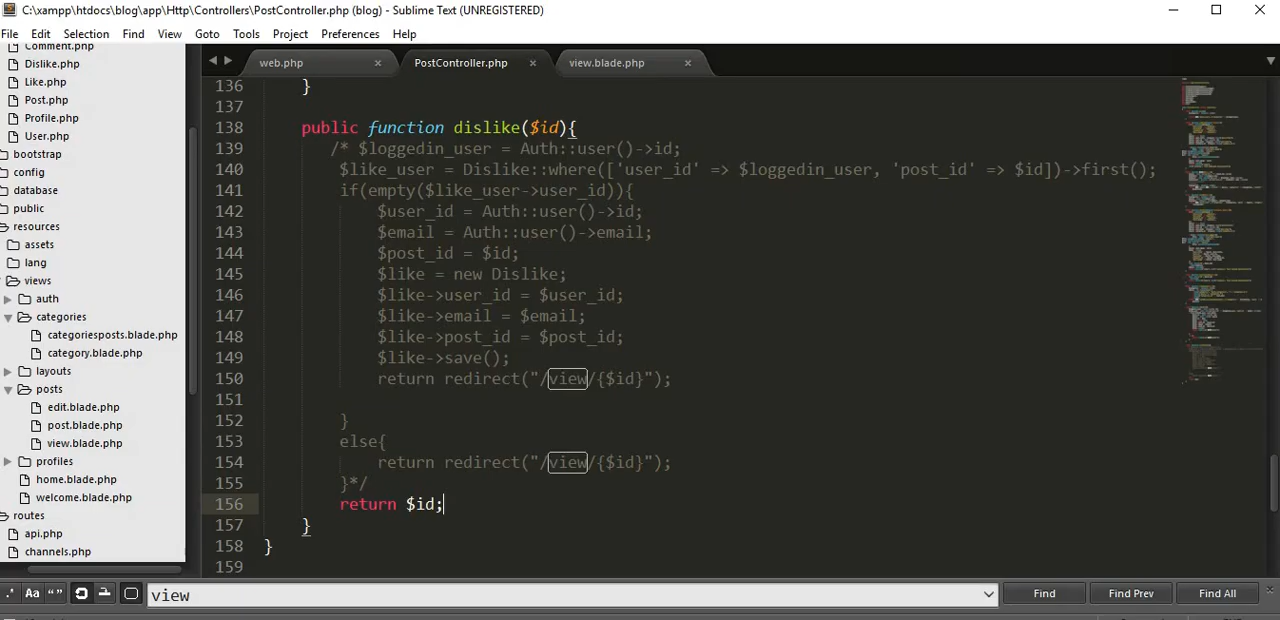 C:\xampp\htdocs\blog\app\Http\Controllers\PostController.php (blog) - Sublime Text (UNREGISTERED)
File Edit Selection Find View Goto Tools Project Preferences Help
Comment.php
Dislike.php
Like.php
Post.php
Profile.php
User.php
bootstrap
config
database
public
resources
assets
lang
views
auth
categories
categoriesposts.blade.php
category.blade.php
layouts
posts
edit.blade.php
post.blade.php
view.blade.php
profiles
home.blade.php
welcome.blade.php
routes
api.php
channels.php
web.php × PostController.php × view.blade.php ×
136 }
137
138 public function dislike($id){
139 /* $loggedin_user = Auth::user()->id;
140 $like_user = Dislike::where(['user_id' => $loggedin_user, 'post_id' => $id])->first();
141 if(empty($like_user->user_id)){
142 $user_id = Auth::user()->id;
143 $email = Auth::user()->email;
144 $post_id = $id;
145 $like = new Dislike;
146 $like->user_id = $user_id;
147 $like->email = $email;
148 $like->post_id = $post_id;
149 $like->save();
150 return redirect("/view/{$id}");
151
152 }
153 else{
154 return redirect("/view/{$id}");
155 }*/
156 return $id;
157 }
158 }
159
.* Aa “” view Find Find Prev Find All